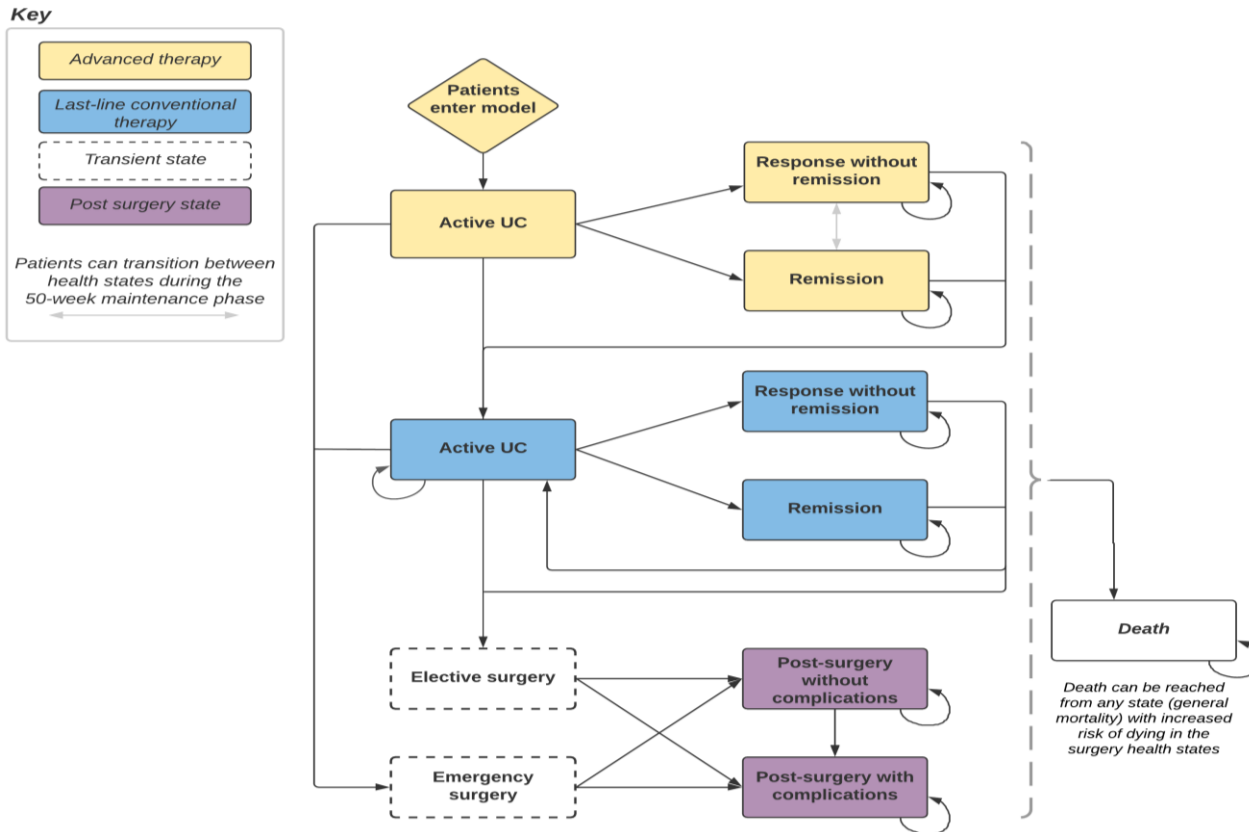 Key
Advanced therapy
Last-line conventional
therapy
Transient state
Post surgery state
Patients can transition between
health states during the
50-week maintenance phase
Patients
enter model
Active UC
Response without
remission
Remission
Active UC
Response without
remission
Remission
Elective surgery
Post-surgery
without
complications
Emergency
surgery
Post-surgery with
complications
Death
Death can be reached
from any state (general
mortality) with increased
risk of dying in the
surgery health states